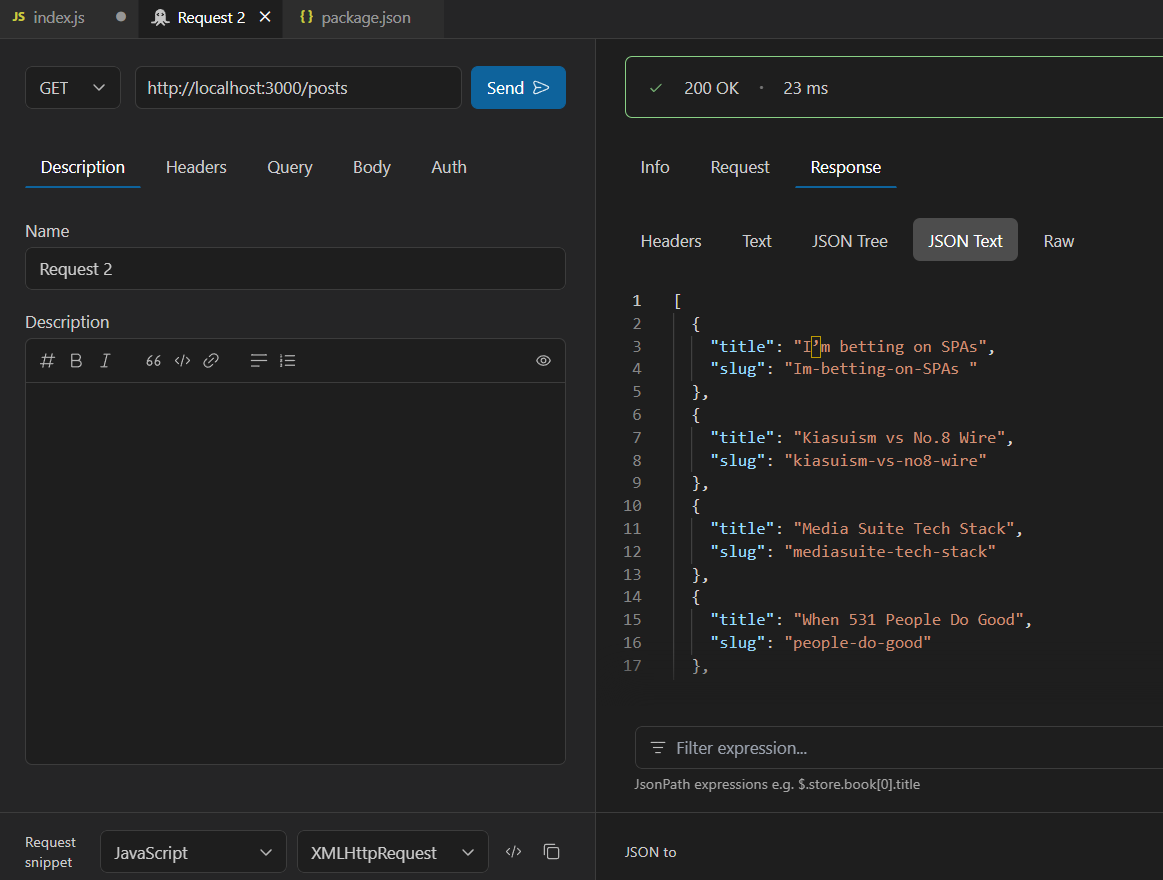 JS index.js
Request 2
{} package.json
GET
http://localhost:3000/posts
Send
200 OK • 23 ms
Description Headers Query Body Auth
Info Request Response
Headers Text JSON Tree JSON Text Raw
Name
Request 2
Description
1 [
2 {
3 "title": "I’m betting on SPAs",
4 "slug": "Im-betting-on-SPAs "
5 },
6 {
7 "title": "Kiasuism vs No.8 Wire",
8 "slug": "kiasuism-vs-no8-wire"
9 },
10 {
11 "title": "Media Suite Tech Stack",
12 "slug": "mediasuite-tech-stack"
13 },
14 {
15 "title": "When 531 People Do Good",
16 "slug": "people-do-good"
17 },
Filter expression...
JsonPath expressions e.g. $.store.book[0].title
Request
snippet
JavaScript
XMLHttpRequest
JSON to